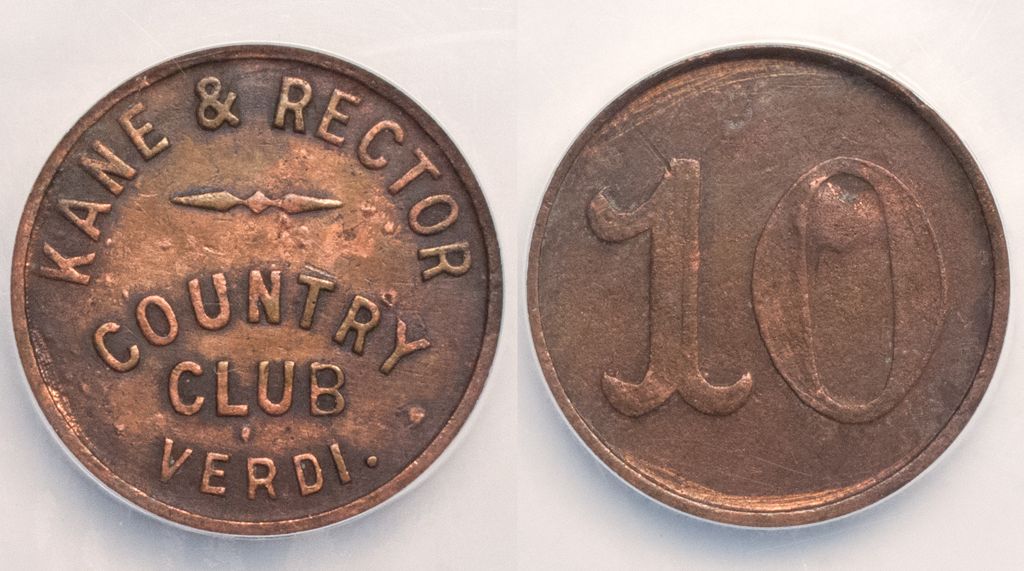 KANE & RECTOR
COUNTRY
CLUB
VERDI.
10